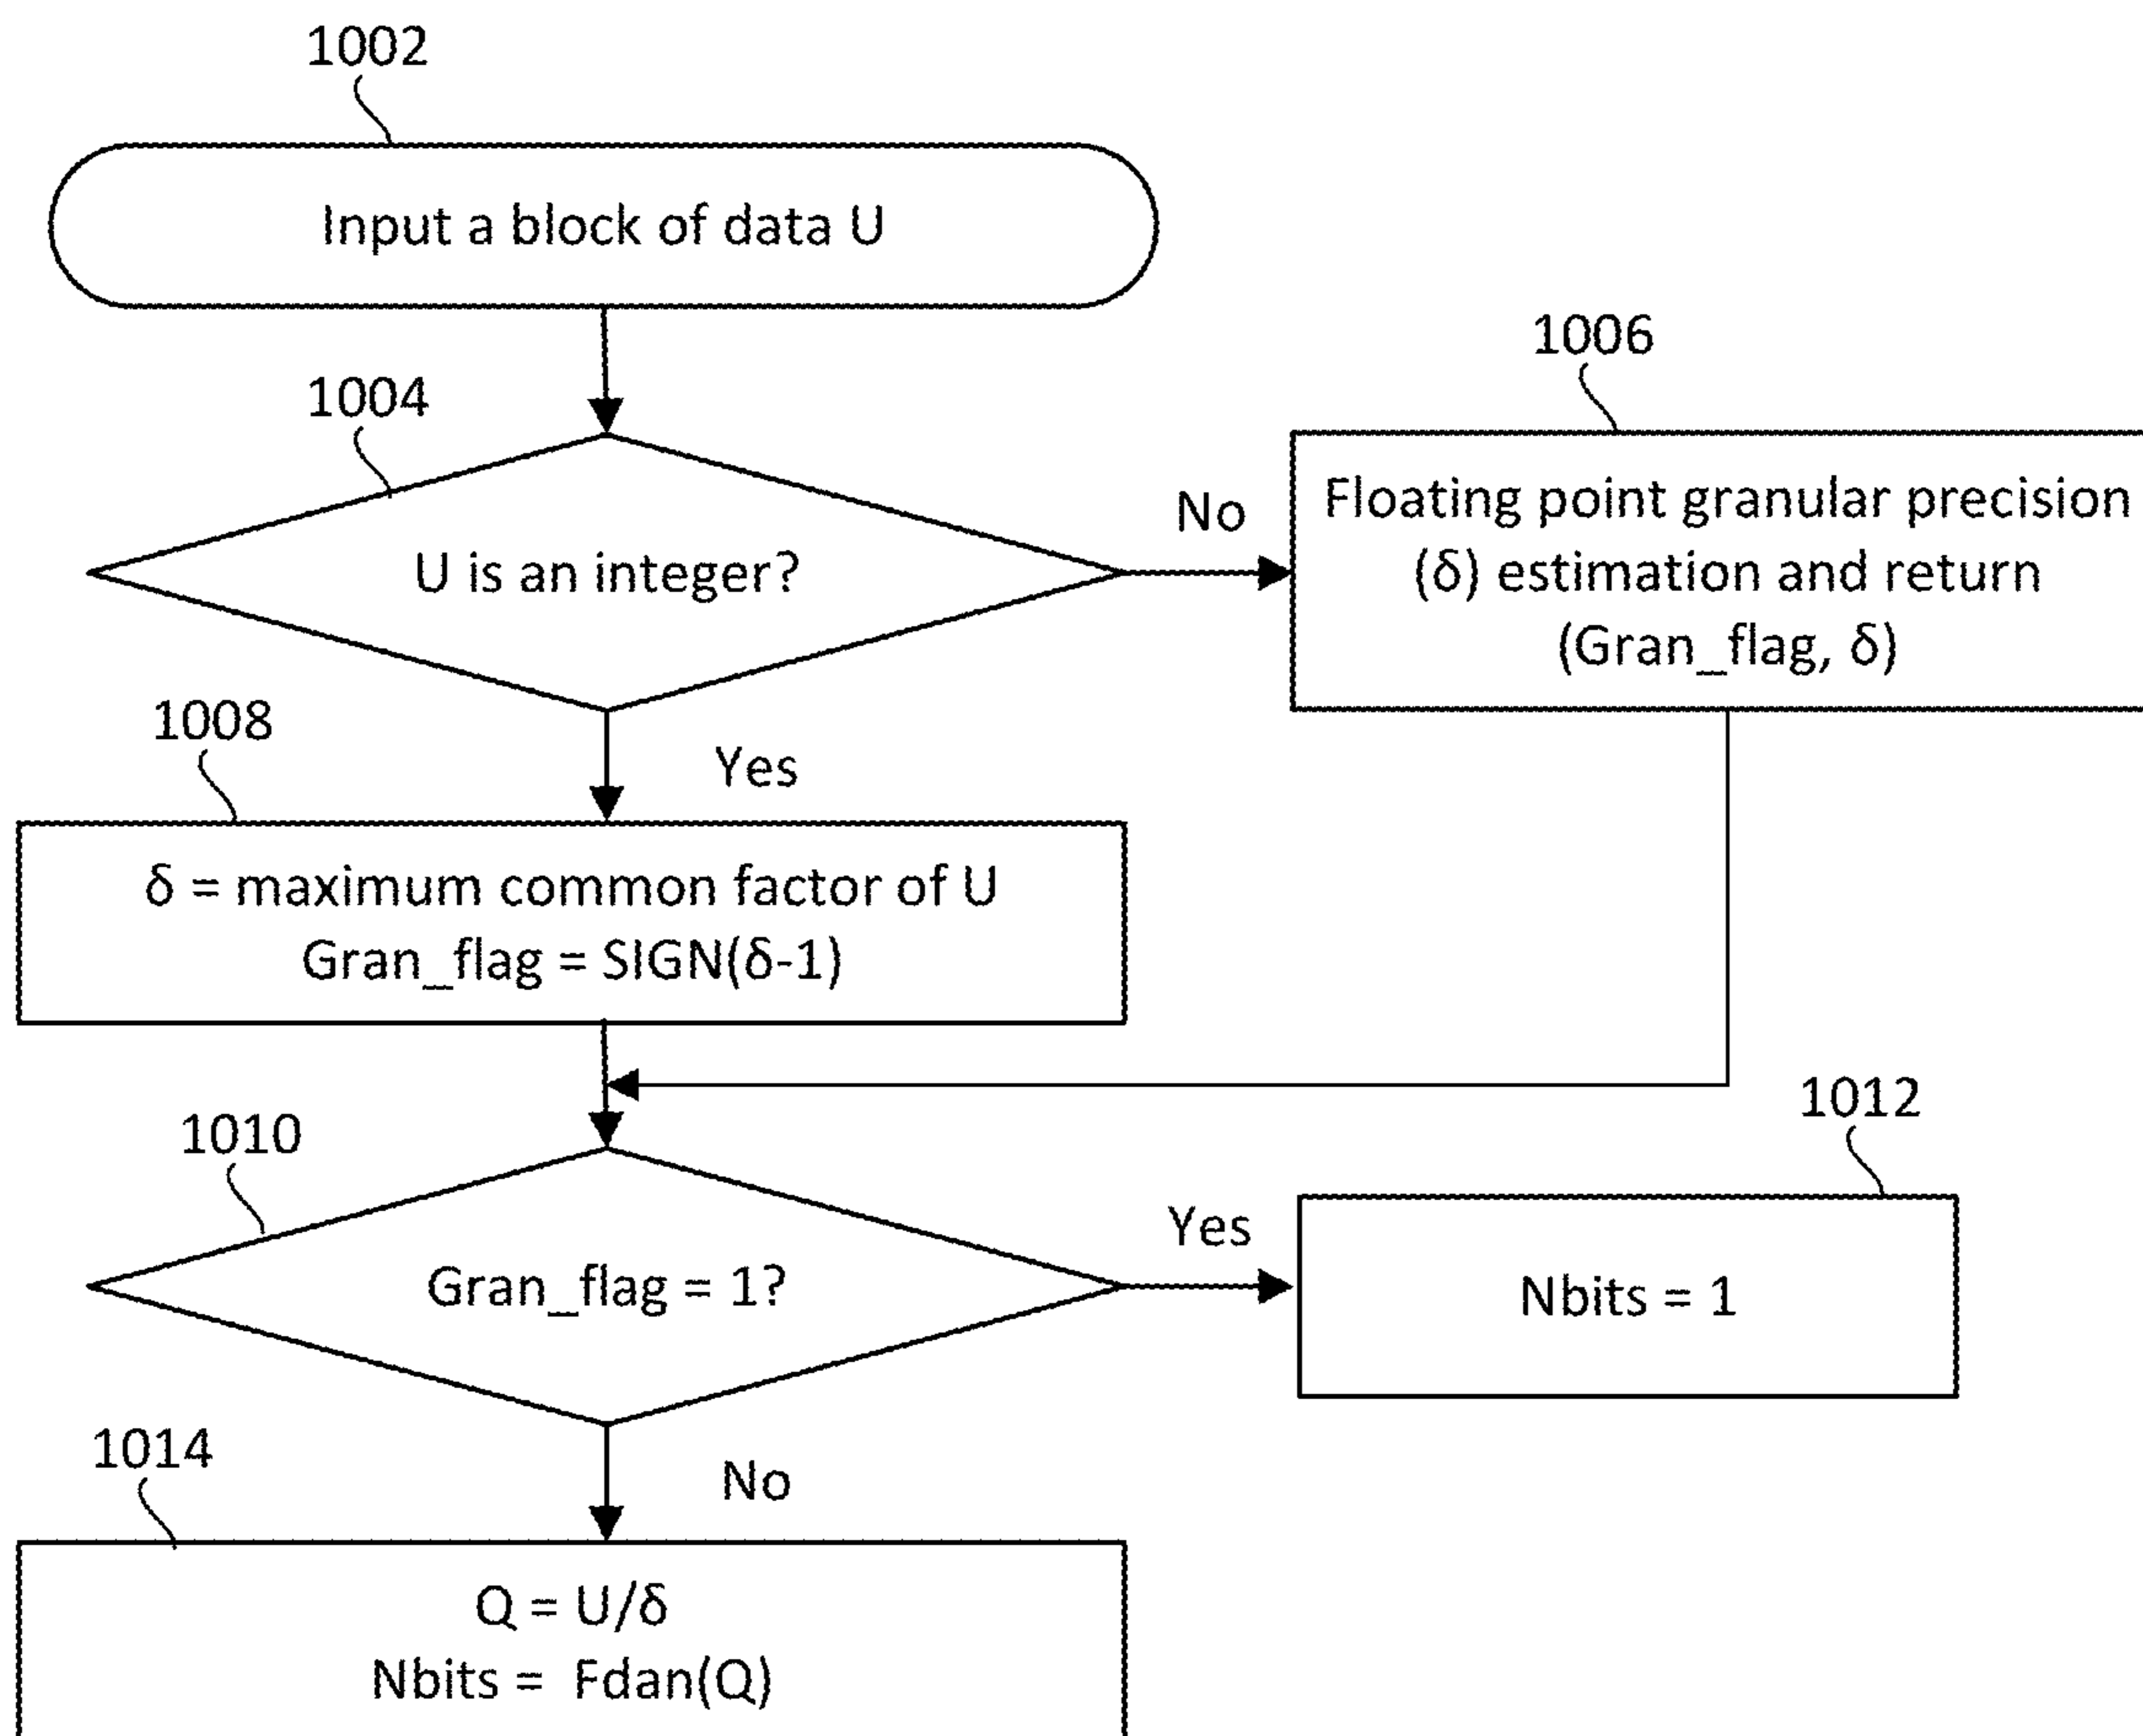 1002
Input a block of data U
1004
U is an integer?
No
1006
Floating point granular precision
(δ) estimation and return
(Gran_flag, δ)
1008
Yes
δ = maximum common factor of U
Gran_flag = SIGN(δ-1)
1010
Gran_flag = 1?
Yes
1012
Nbits = 1
1014
No
Q = U/δ
Nbits = Fdan(Q)